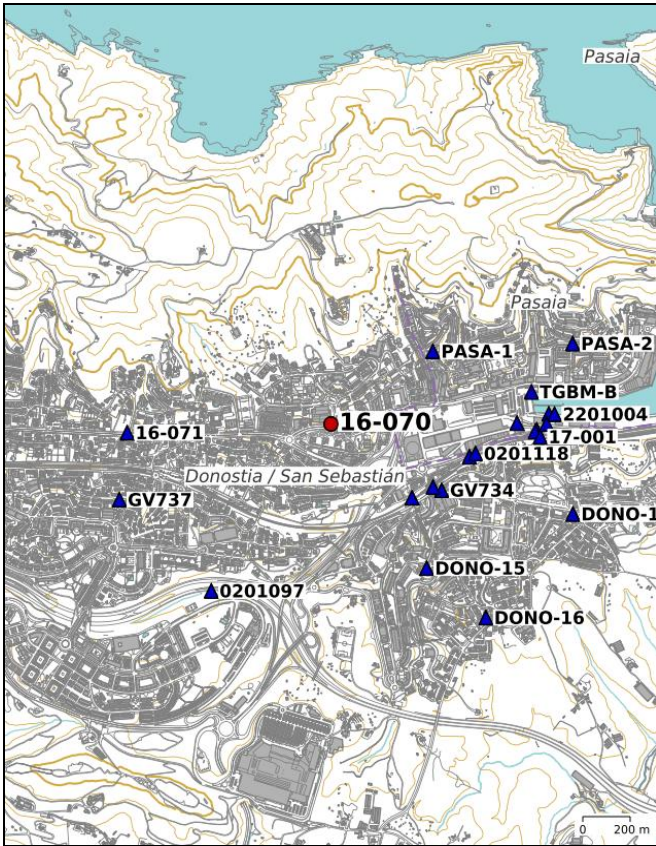 Pasaia
Pasaia
PASA-1
PASA-2
TGBM-B
16-070
2201004
16-071
17-001
0201118
Donostia / San Sebastián
GV734
GV737
DONO-1
DONO-15
0201097
DONO-16
0 200 m